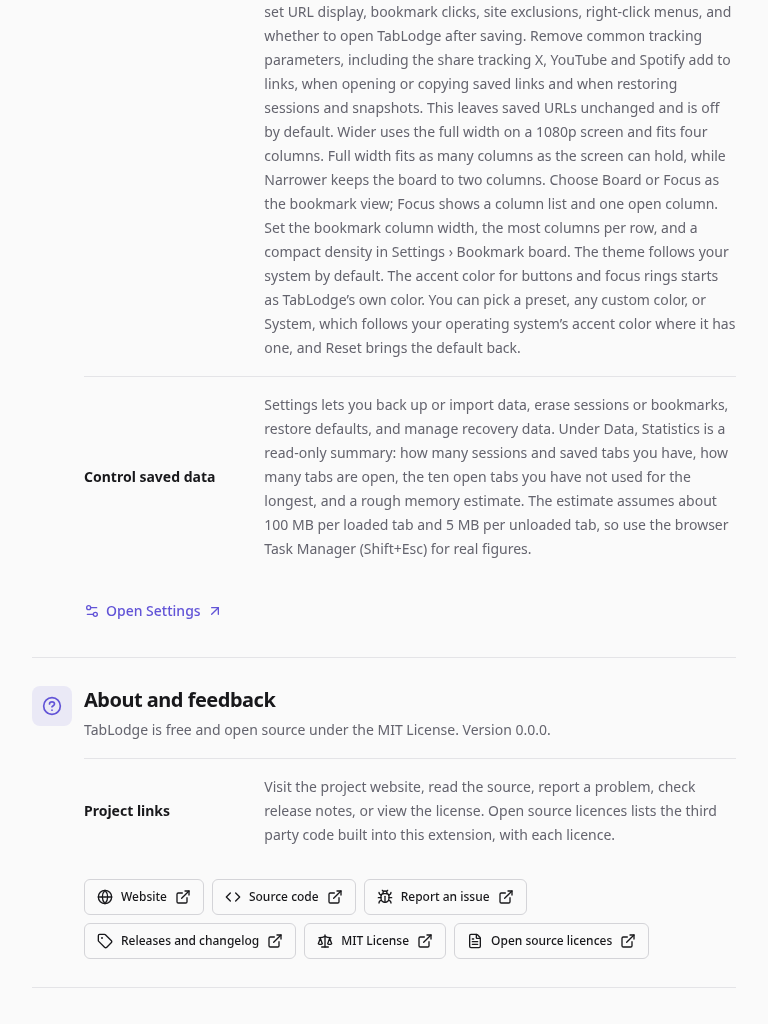 set URL display, bookmark clicks, site exclusions, right-click menus, and
whether to open TabLodge after saving. Remove common tracking
parameters, including the share tracking X, YouTube and Spotify add to
links, when opening or copying saved links and when restoring
sessions and snapshots. This leaves saved URLs unchanged and is off
by default. Wider uses the full width on a 1080p screen and fits four
columns. Full width fits as many columns as the screen can hold, while
Narrower keeps the board to two columns. Choose Board or Focus as
the bookmark view; Focus shows a column list and one open column.
Set the bookmark column width, the most columns per row, and a
compact density in Settings › Bookmark board. The theme follows your
system by default. The accent color for buttons and focus rings starts
as TabLodge’s own color. You can pick a preset, any custom color, or
System, which follows your operating system’s accent color where it has
one, and Reset brings the default back.
Control saved data
Settings lets you back up or import data, erase sessions or bookmarks,
restore defaults, and manage recovery data. Under Data, Statistics is a
read-only summary: how many sessions and saved tabs you have, how
many tabs are open, the ten open tabs you have not used for the
longest, and a rough memory estimate. The estimate assumes about
100 MB per loaded tab and 5 MB per unloaded tab, so use the browser
Task Manager (Shift+Esc) for real figures.
Open Settings
About and feedback
TabLodge is free and open source under the MIT License. Version 0.0.0.
Project links
Visit the project website, read the source, report a problem, check
release notes, or view the license. Open source licences lists the third
party code built into this extension, with each licence.
Website
Source code
Report an issue
Releases and changelog
MIT License
Open source licences